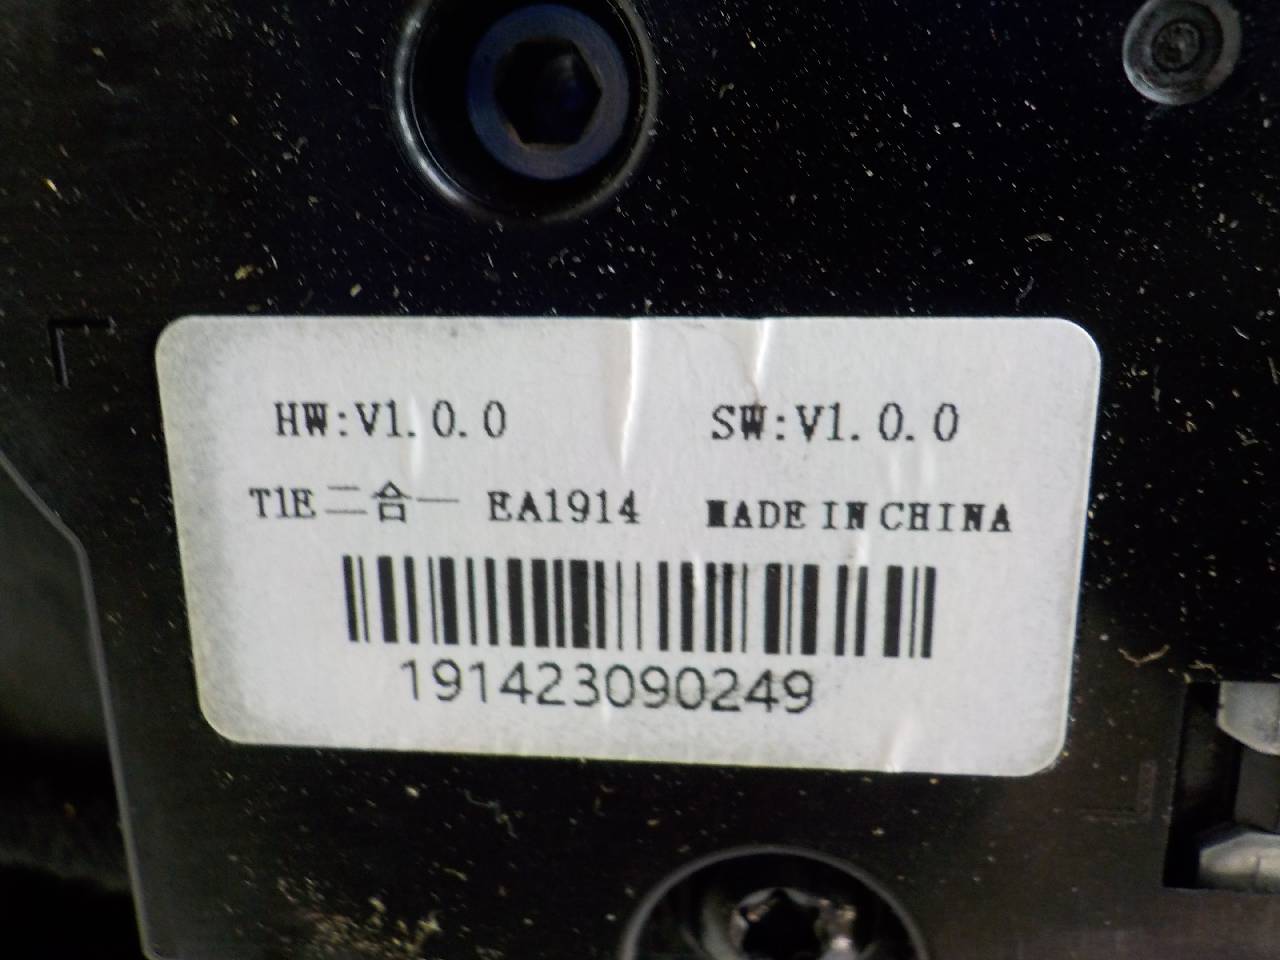 HW:V1.0.0 SW:V1.0.0
T1E二合一 EA1914 MADE IN CHINA
191423090249